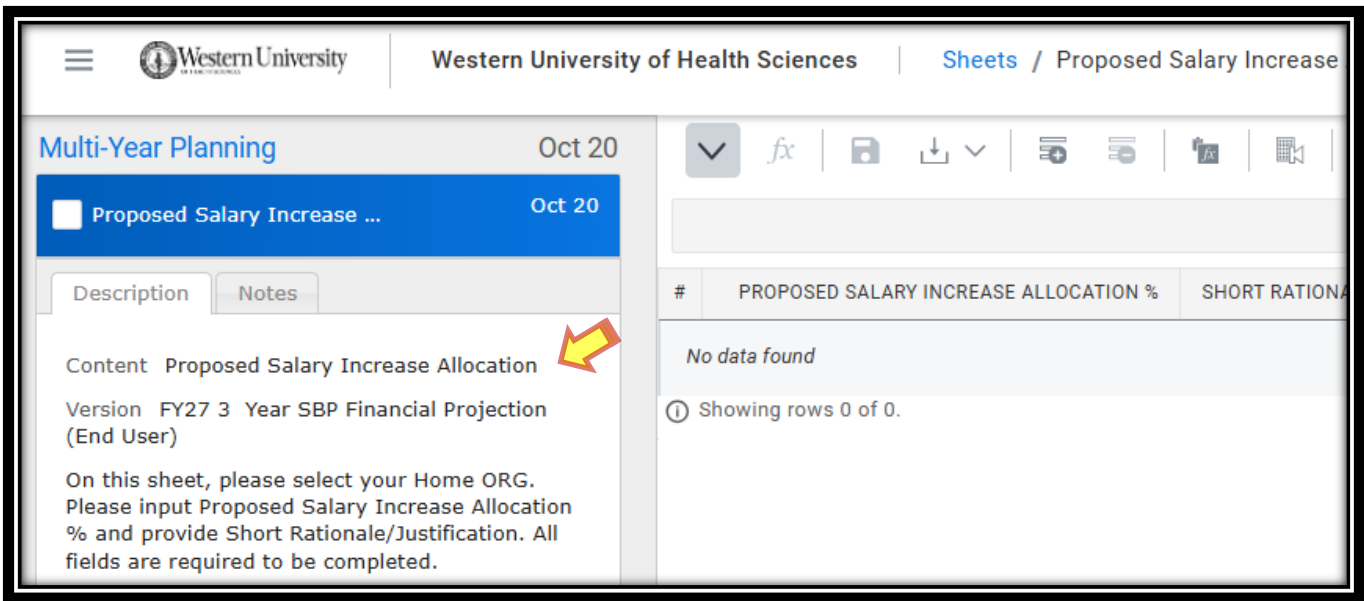 Western University
Western University of Health Sciences
Sheets / Proposed Salary Increase
Multi-Year Planning
Oct 20
Proposed Salary Increase ...
Oct 20
Description
Notes
Content Proposed Salary Increase Allocation
Version FY27 3 Year SBP Financial Projection
(End User)
On this sheet, please select your Home ORG.
Please input Proposed Salary Increase Allocation
% and provide Short Rationale/Justification. All
fields are required to be completed.
fx
fx
# PROPOSED SALARY INCREASE ALLOCATION % SHORT RATIONA
No data found
Showing rows 0 of 0.